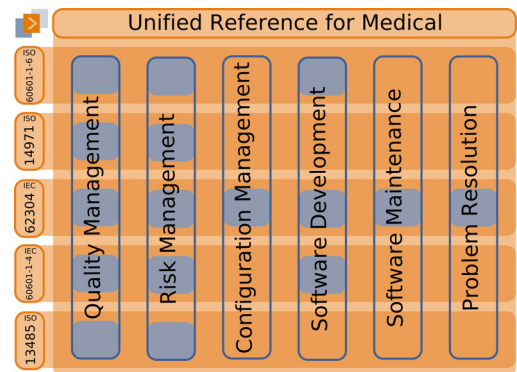 Unified Reference for Medical
ISO
60601-1-6
ISO
14971
IEC
62304
IEC
60601-1-4
ISO
13485
Quality Management
Risk Management
Configuration Management
Software Development
Software Maintenance
Problem Resolution